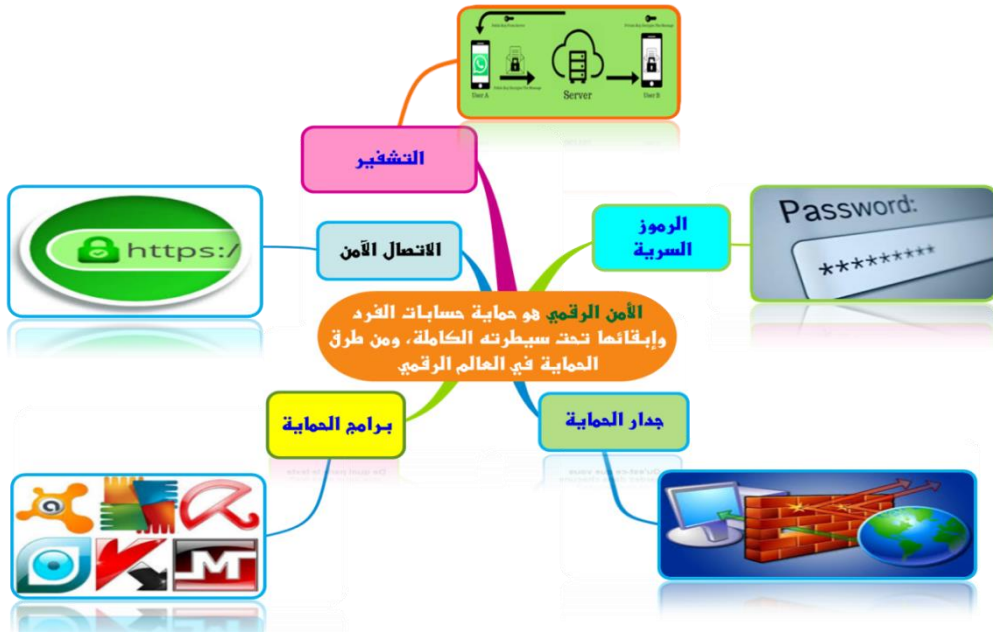 User A
Server
User B
التشفير
https:/
الاتصال الآمن
الرموز
السرية
Password:
*********
الأمن الرقمي هو حماية حسابات الفرد
وإبقائها تحت سيطرته الكاملة، ومن طرق
الحماية في العالم الرقمي
برامج الحماية
جدار الحماية
a
M